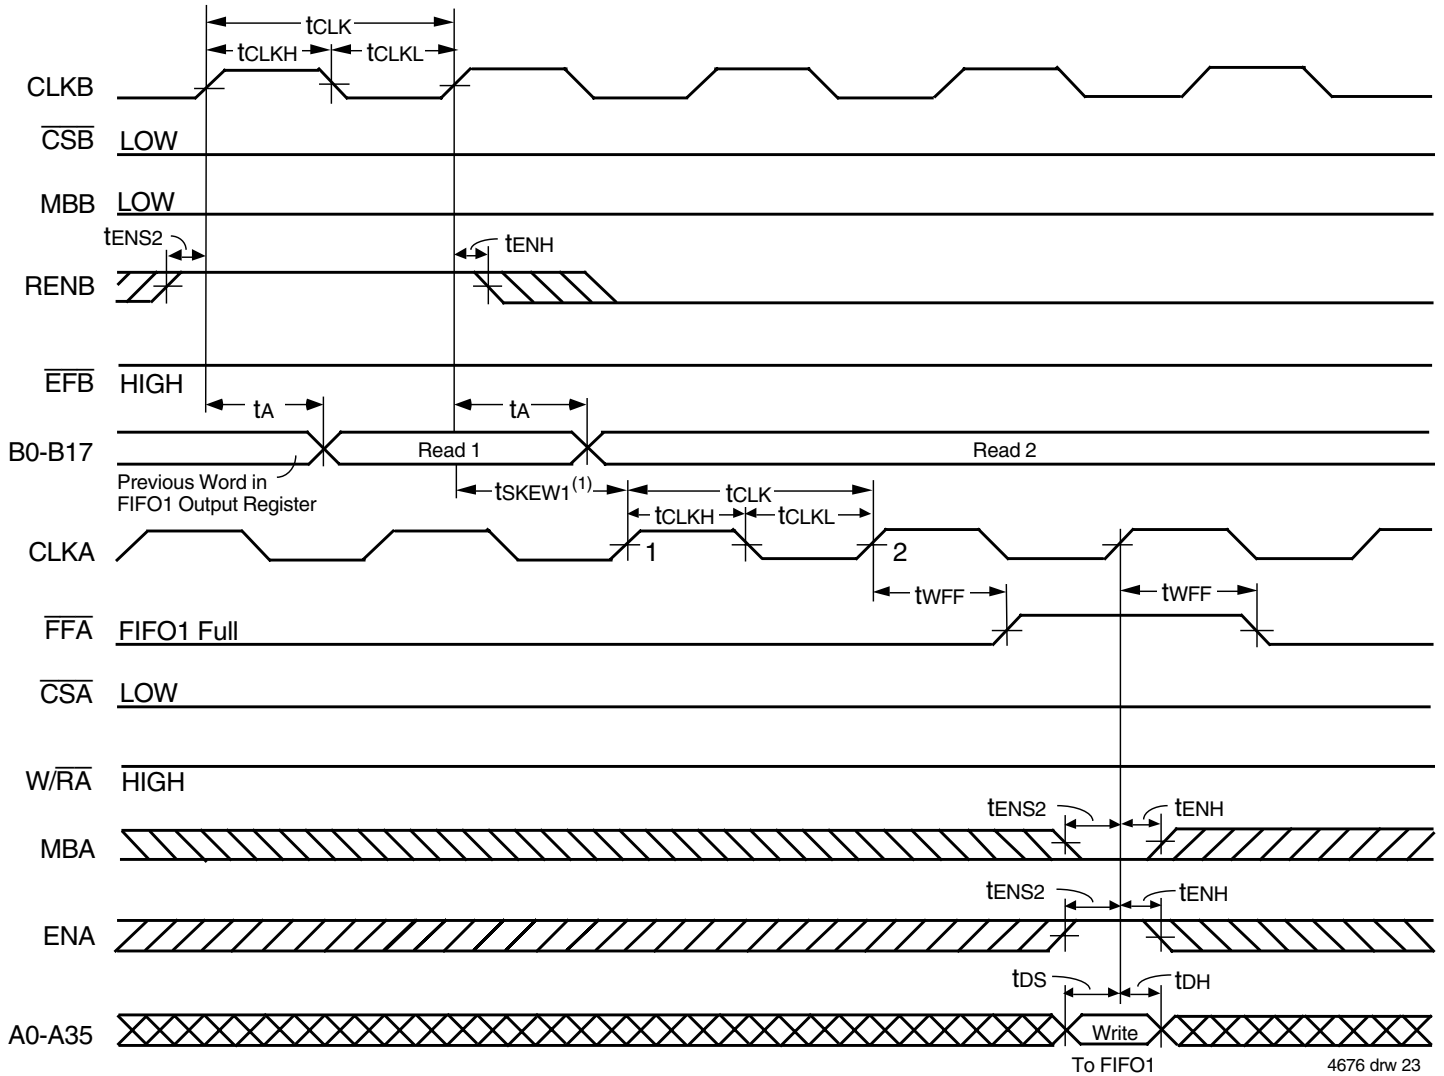 tCLK
tCLKH tCLKL
CLKB
CSB LOW
MBB LOW
tENS2 tENH
RENB
EFB HIGH
tA tA
B0-B17 Read 1 Read 2
Previous Word in
FIFO1 Output Register
tSKEW1(1) tCLK
tCLKH tCLKL
CLKA 1 2
tWFF tWFF
FFA FIFO1 Full
CSA LOW
W/RA HIGH
tENS2 tENH
MBA
tENS2 tENH
ENA
tDS tDH
A0-A35 Write
To FIFO1 4676 drw 23